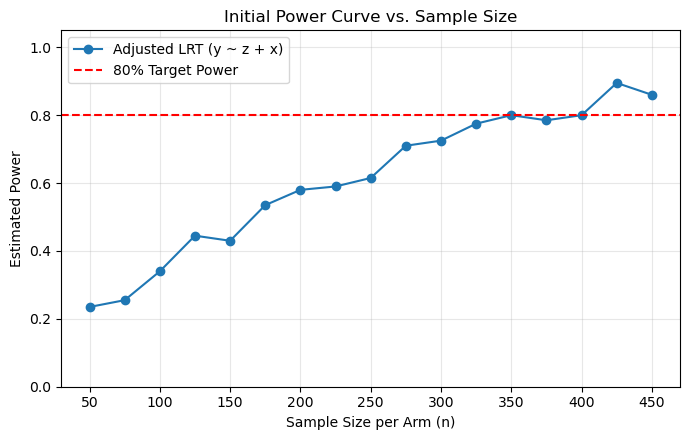 Initial Power Curve vs. Sample Size
Adjusted LRT (y ~ z + x)
80% Target Power
Estimated Power
1.0
0.8
0.6
0.4
0.2
0.0
50 100 150 200 250 300 350 400 450
Sample Size per Arm (n)